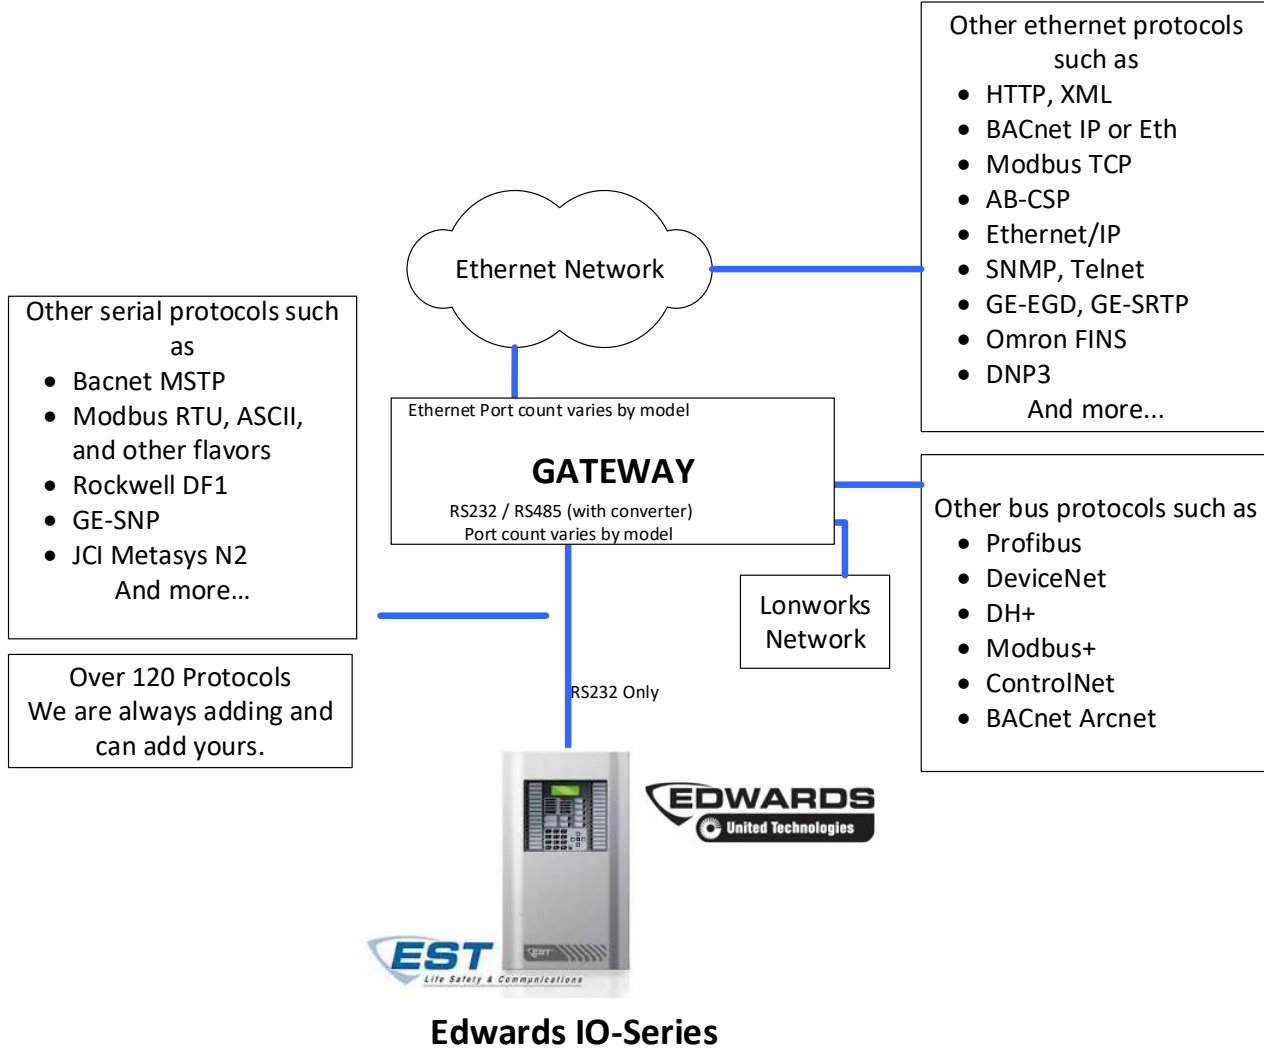 Other ethernet protocols
such as
• HTTP, XML
• BACnet IP or Eth
• Modbus TCP
• AB-CSP
• Ethernet/IP
• SNMP, Telnet
• GE-EGD, GE-SRTP
• Omron FINS
• DNP3
And more...
Ethernet Network
Other serial protocols such
as
• Bacnet MSTP
• Modbus RTU, ASCII,
and other flavors
• Rockwell DF1
• GE-SNP
• JCI Metasys N2
And more...
Ethernet Port count varies by model
GATEWAY
RS232 / RS485 (with converter)
Port count varies by model
Other bus protocols such as
• Profibus
• DeviceNet
• DH+
• Modbus+
• ControlNet
• BACnet Arcnet
Lonworks
Network
Over 120 Protocols
We are always adding and
can add yours.
RS232 Only
EDWARDS
United Technologies
EST
EST
Life Safety & Communications
Edwards IO-Series